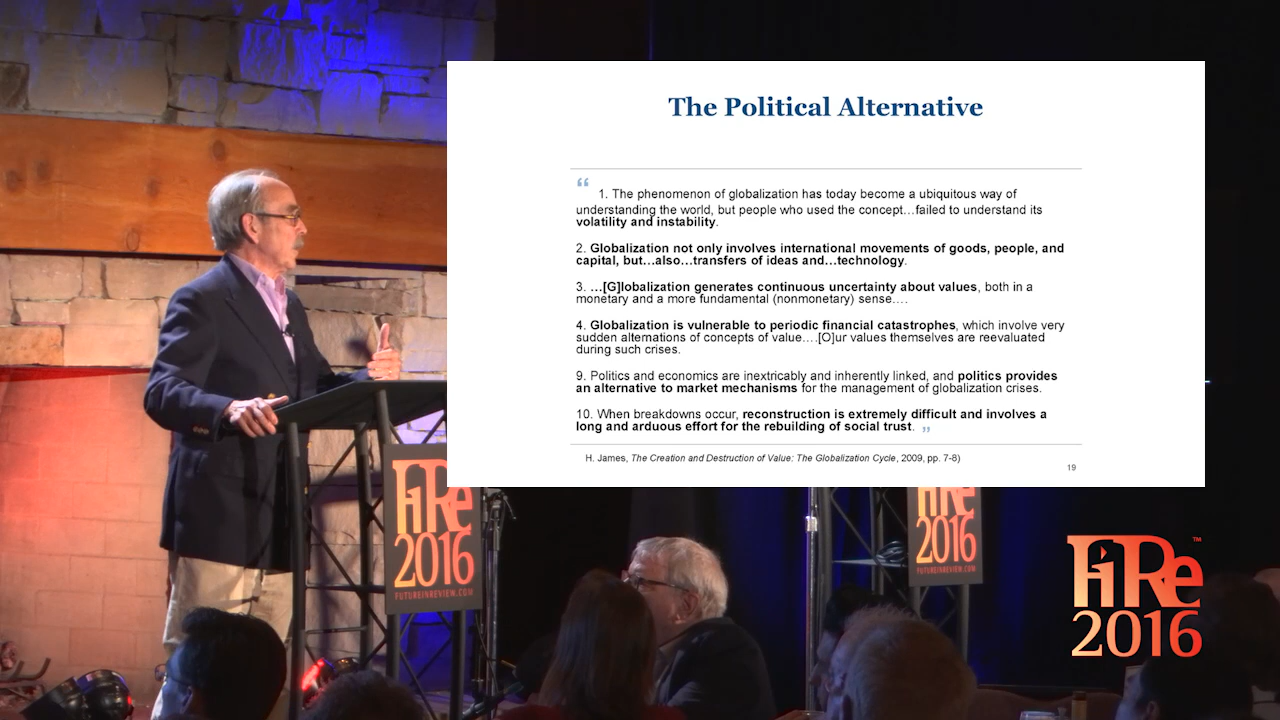 The Political Alternative
“ 1. The phenomenon of globalization has today become a ubiquitous way of
understanding the world, but people who used the concept…failed to understand its
volatility and instability.
2. Globalization not only involves international movements of goods, people, and
capital, but…also…transfers of ideas and…technology.
3. …[G]lobalization generates continuous uncertainty about values, both in a
monetary and a more fundamental (nonmonetary) sense….
4. Globalization is vulnerable to periodic financial catastrophes, which involve very
sudden alternations of concepts of value….[O]ur values themselves are reevaluated
during such crises.
9. Politics and economics are inextricably and inherently linked, and politics provides
an alternative to market mechanisms for the management of globalization crises.
10. When breakdowns occur, reconstruction is extremely difficult and involves a
long and arduous effort for the rebuilding of social trust. ”
H. James, The Creation and Destruction of Value: The Globalization Cycle, 2009, pp. 7-8)
19
FiRe
2016
FUTUREINREVIEW.COM
FiRe
2016
FUTUREINREVIEW.COM
FiRe™
2016